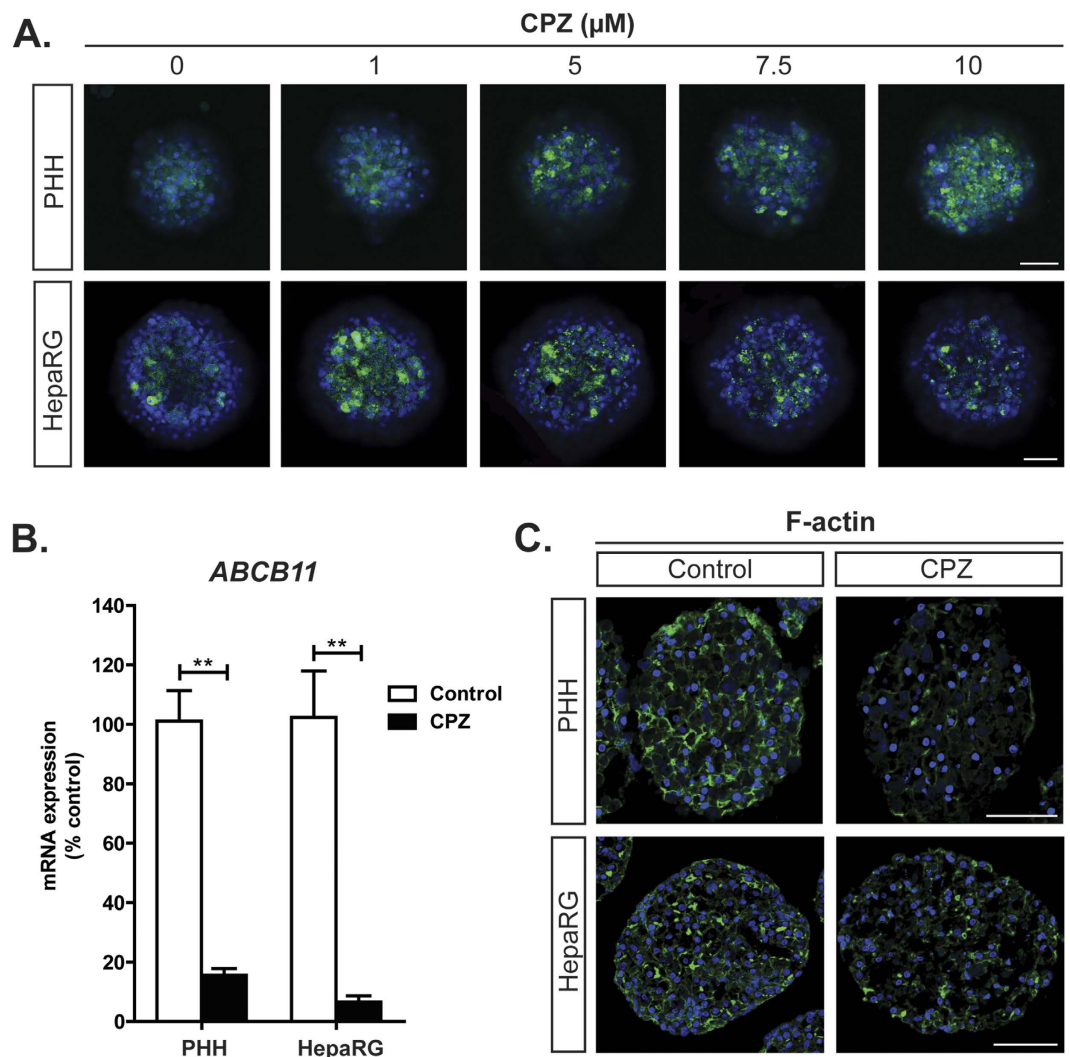 A.
CPZ (µM)
0 1 5 7.5 10
PHH
HepaRG
B.
ABCB11
140
120
100
80
60
40
20
0
mRNA expression
(% control)
**
**
Control
CPZ
PHH HepaRG
C.
F-actin
Control CPZ
PHH
HepaRG